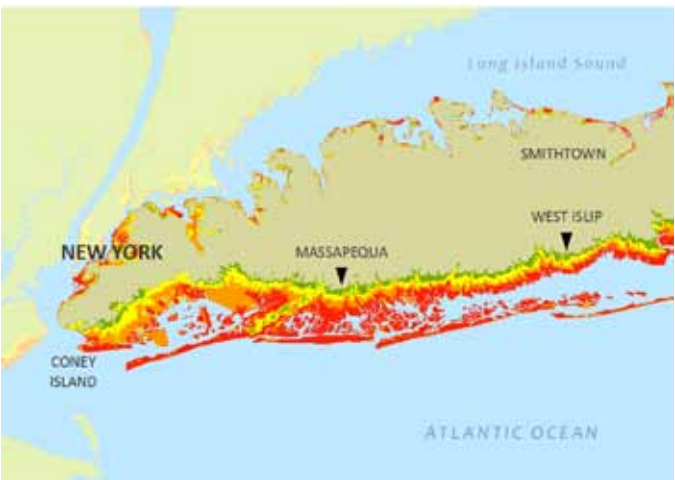 Long Island Sound
SMITHTOWN
WEST ISLIP
NEW YORK
MASSAPEQUA
CONEY
ISLAND
ATLANTIC OCEAN